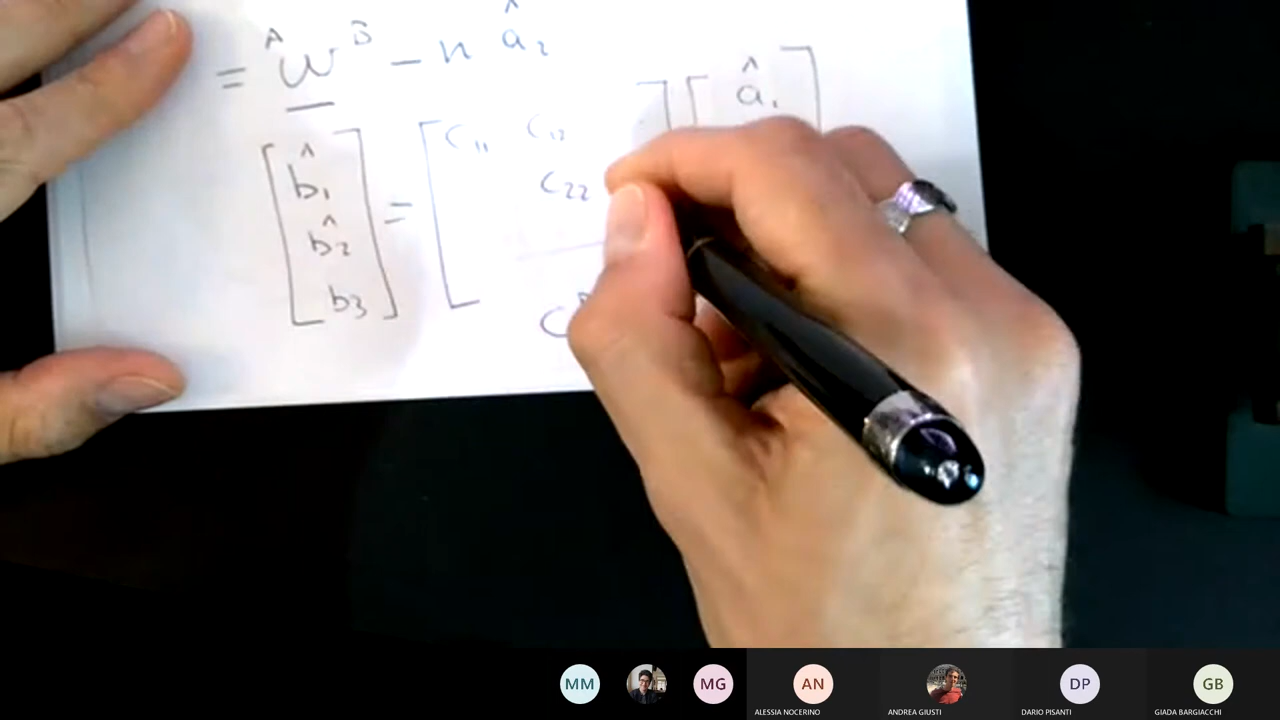 = ᴬω̲ᴮ − n â₂
[ b̂₁ b̂₂ b₃ ] = [ C₁₁ C₁₂ C₂₂ ] [ â₁
C
MM MG AN DP GB
ALESSIA NOCERINO ANDREA GIUSTI DARIO PISANTI GIADA BARGIACCHI